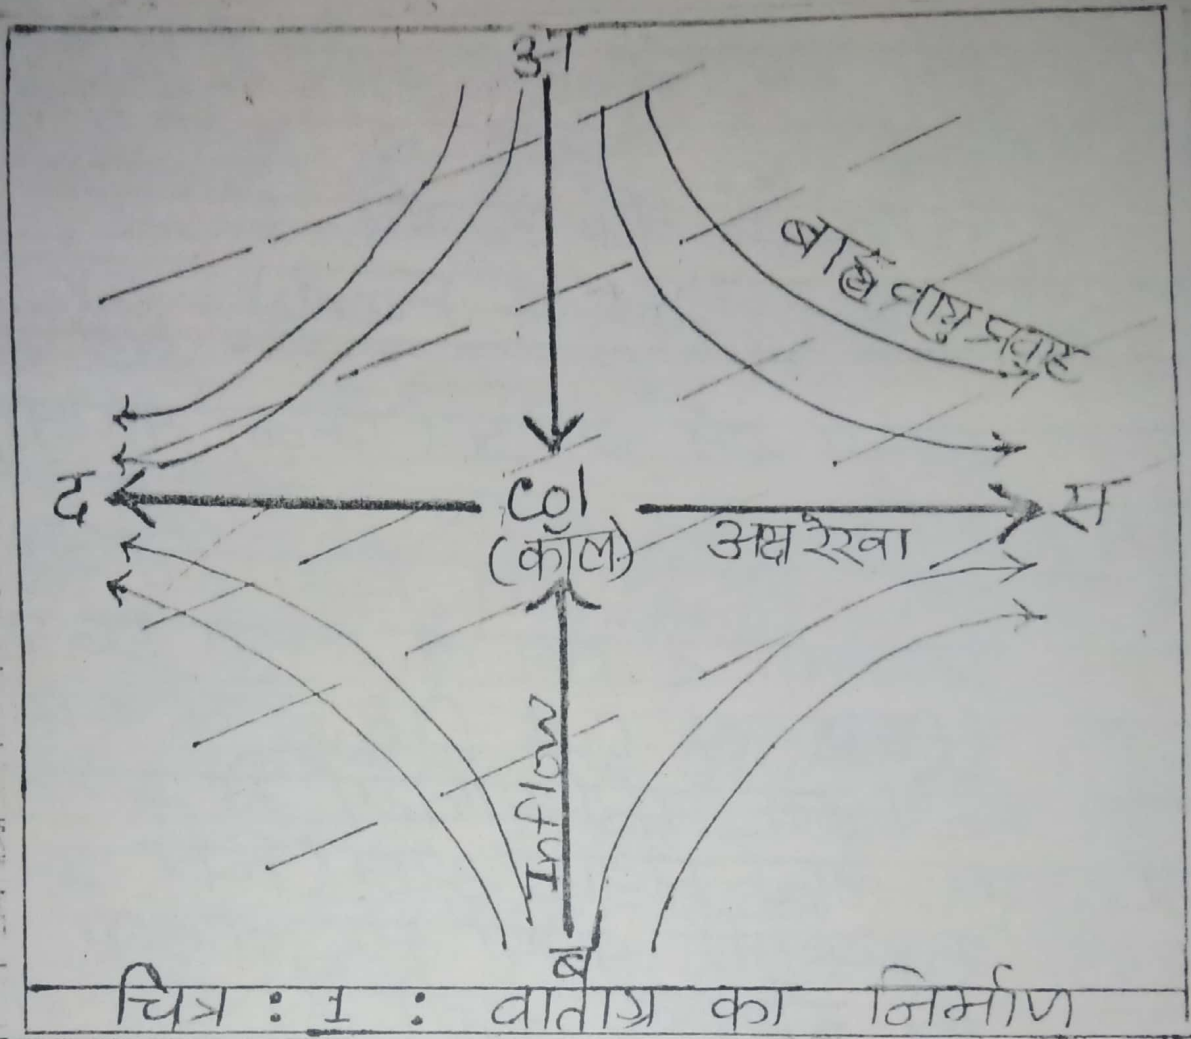 अ
बाह्य वायु प्रवाह
द
Col
स
(कॉल)
अक्ष रेखा
Inflow
ब
चित्र : 1 : वाताग्र का निर्माण